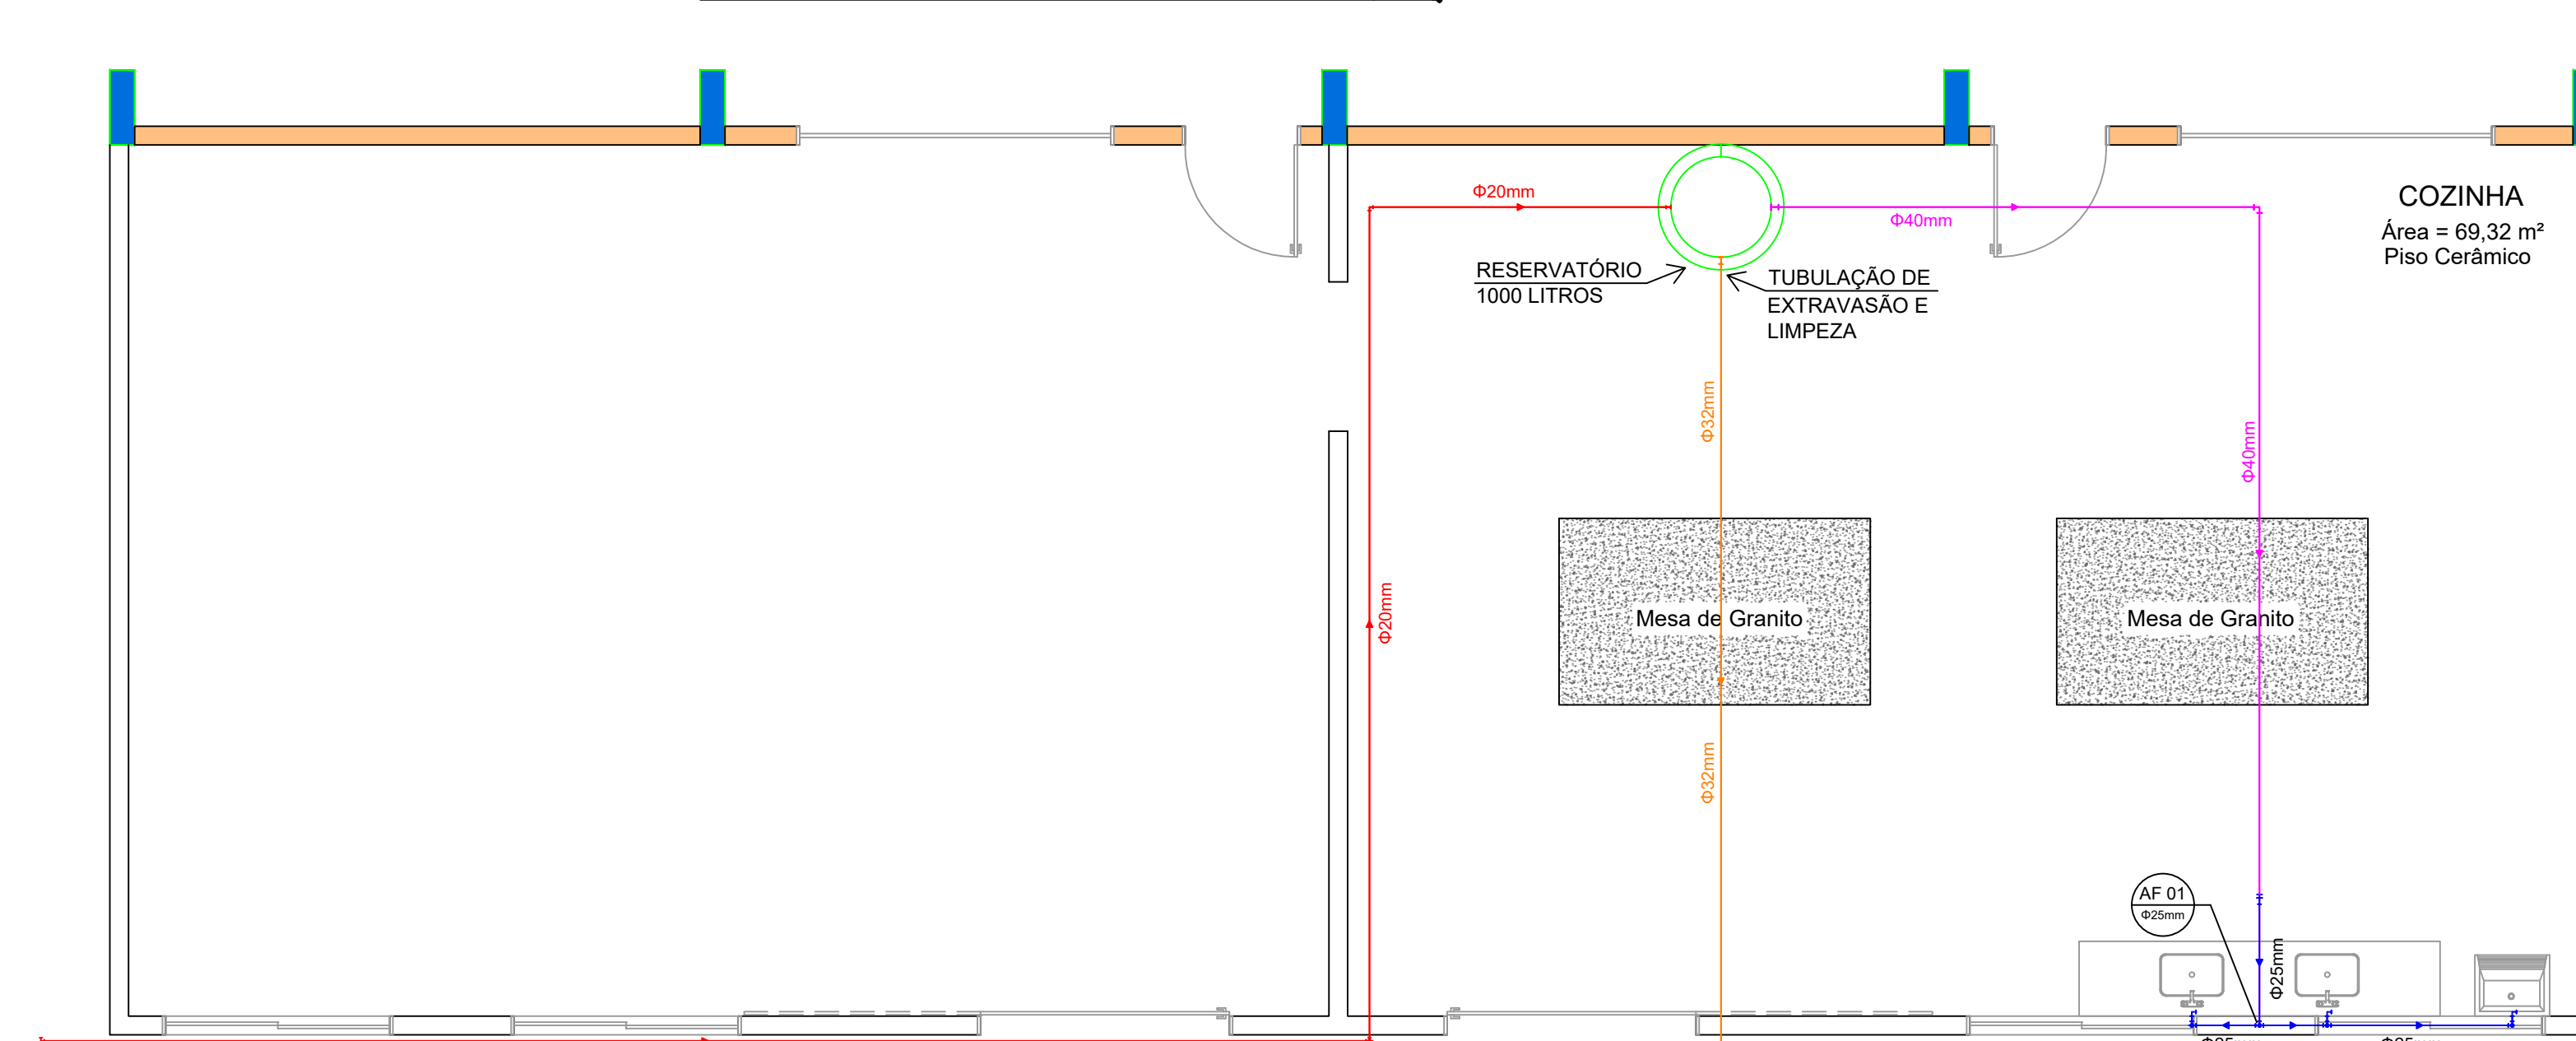 COZINHA
Área = 69,32 m²
Piso Cerâmico
Φ20mm
Φ40mm
RESERVATÓRIO
1000 LITROS
TUBULAÇÃO DE
EXTRAVASÃO E
LIMPEZA
Φ32mm
Φ40mm
Φ20mm
Mesa de Granito
Mesa de Granito
Φ32mm
AF 01
Φ25mm
Φ25mm